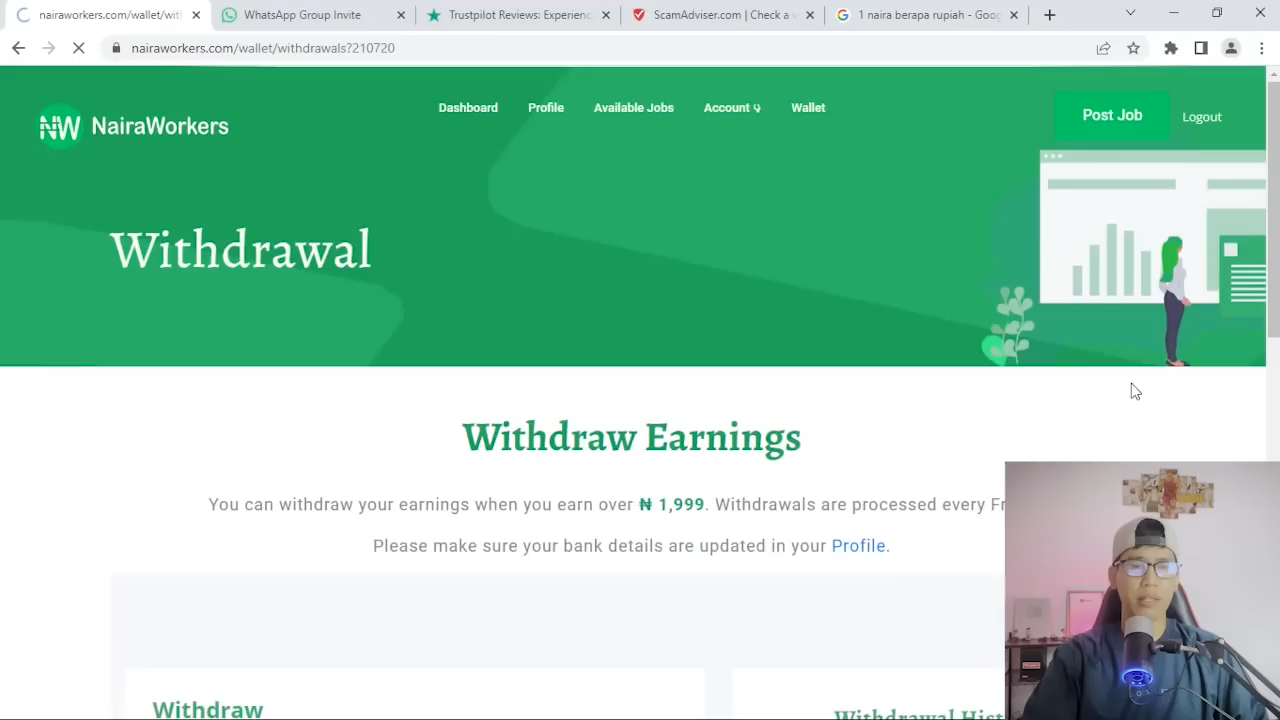 nairaworkers.com/wallet/wit
WhatsApp Group Invite
Trustpilot Reviews: Experienc
ScamAdviser.com | Check a
1 naira berapa rupiah - Goog
nairaworkers.com/wallet/withdrawals?210720
NW NairaWorkers
Dashboard
Profile
Available Jobs
Account
Wallet
Post Job
Logout
Withdrawal
Withdraw Earnings
You can withdraw your earnings when you earn over ₦ 1,999. Withdrawals are processed every Fr
Please make sure your bank details are updated in your Profile.
Withdraw
Withdrawal Hist